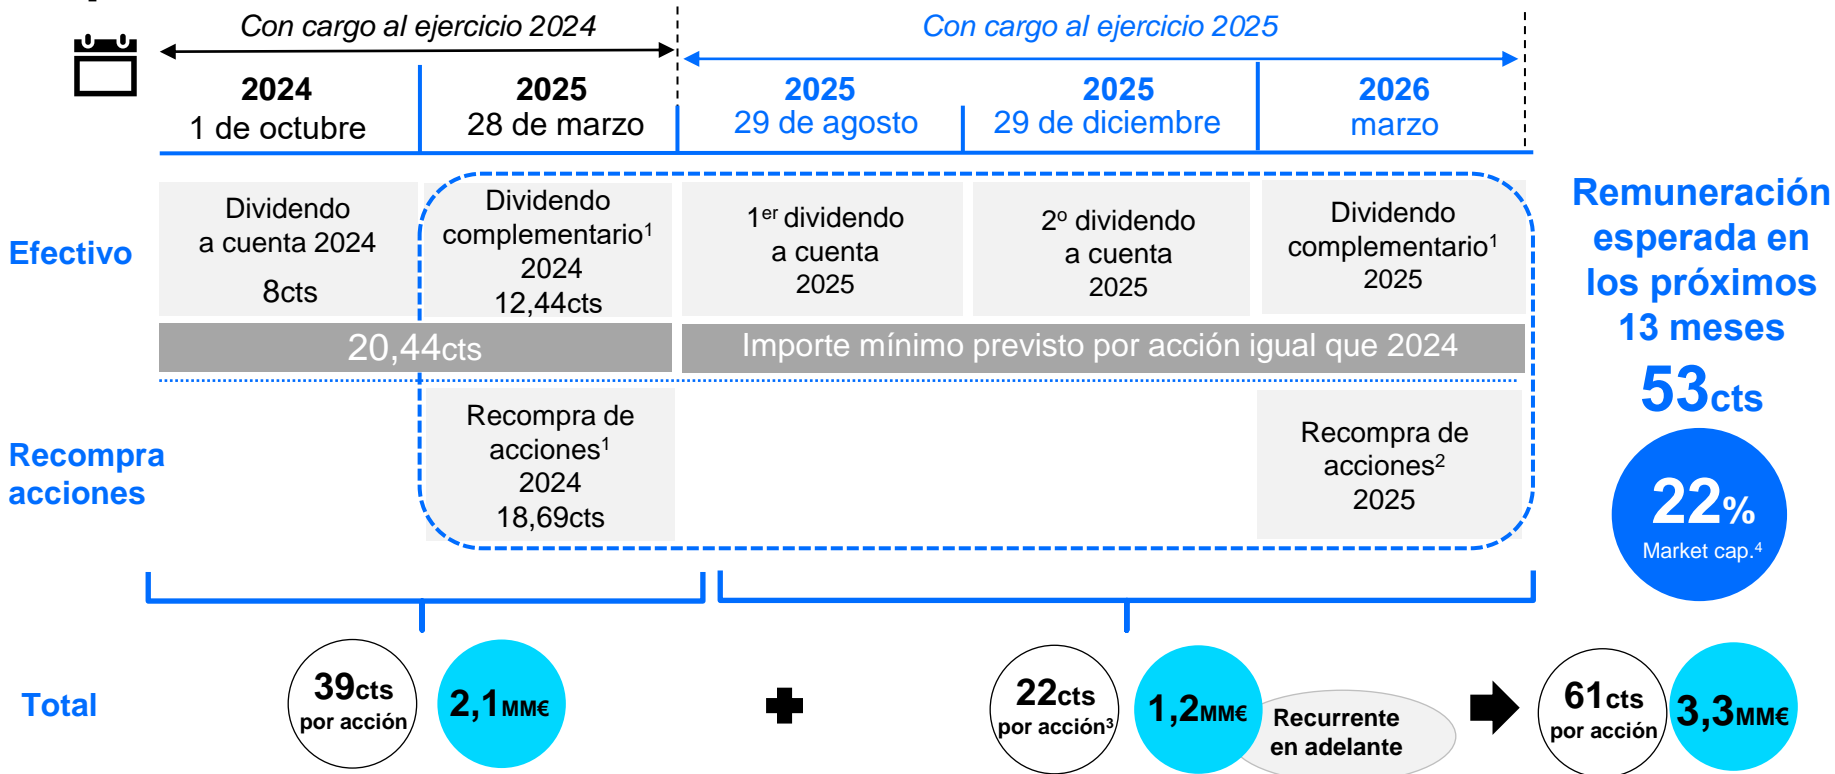 Con cargo al ejercicio 2024
Con cargo al ejercicio 2025
2024
1 de octubre
2025
28 de marzo
2025
29 de agosto
2025
29 de diciembre
2026
marzo
Efectivo
Dividendo
a cuenta 2024
8cts
Dividendo
complementario¹
2024
12,44cts
1er dividendo
a cuenta
2025
2º dividendo
a cuenta
2025
Dividendo
complementario¹
2025
20,44cts
Importe mínimo previsto por acción igual que 2024
Recompra
acciones
Recompra de
acciones¹
2024
18,69cts
Recompra de
acciones²
2025
Remuneración
esperada en
los próximos
13 meses
53cts
22%
Market cap.⁴
Total
39cts
por acción
2,1MM€
22cts
por acción³
1,2MM€
Recurrente
en adelante
61cts
por acción
3,3MM€